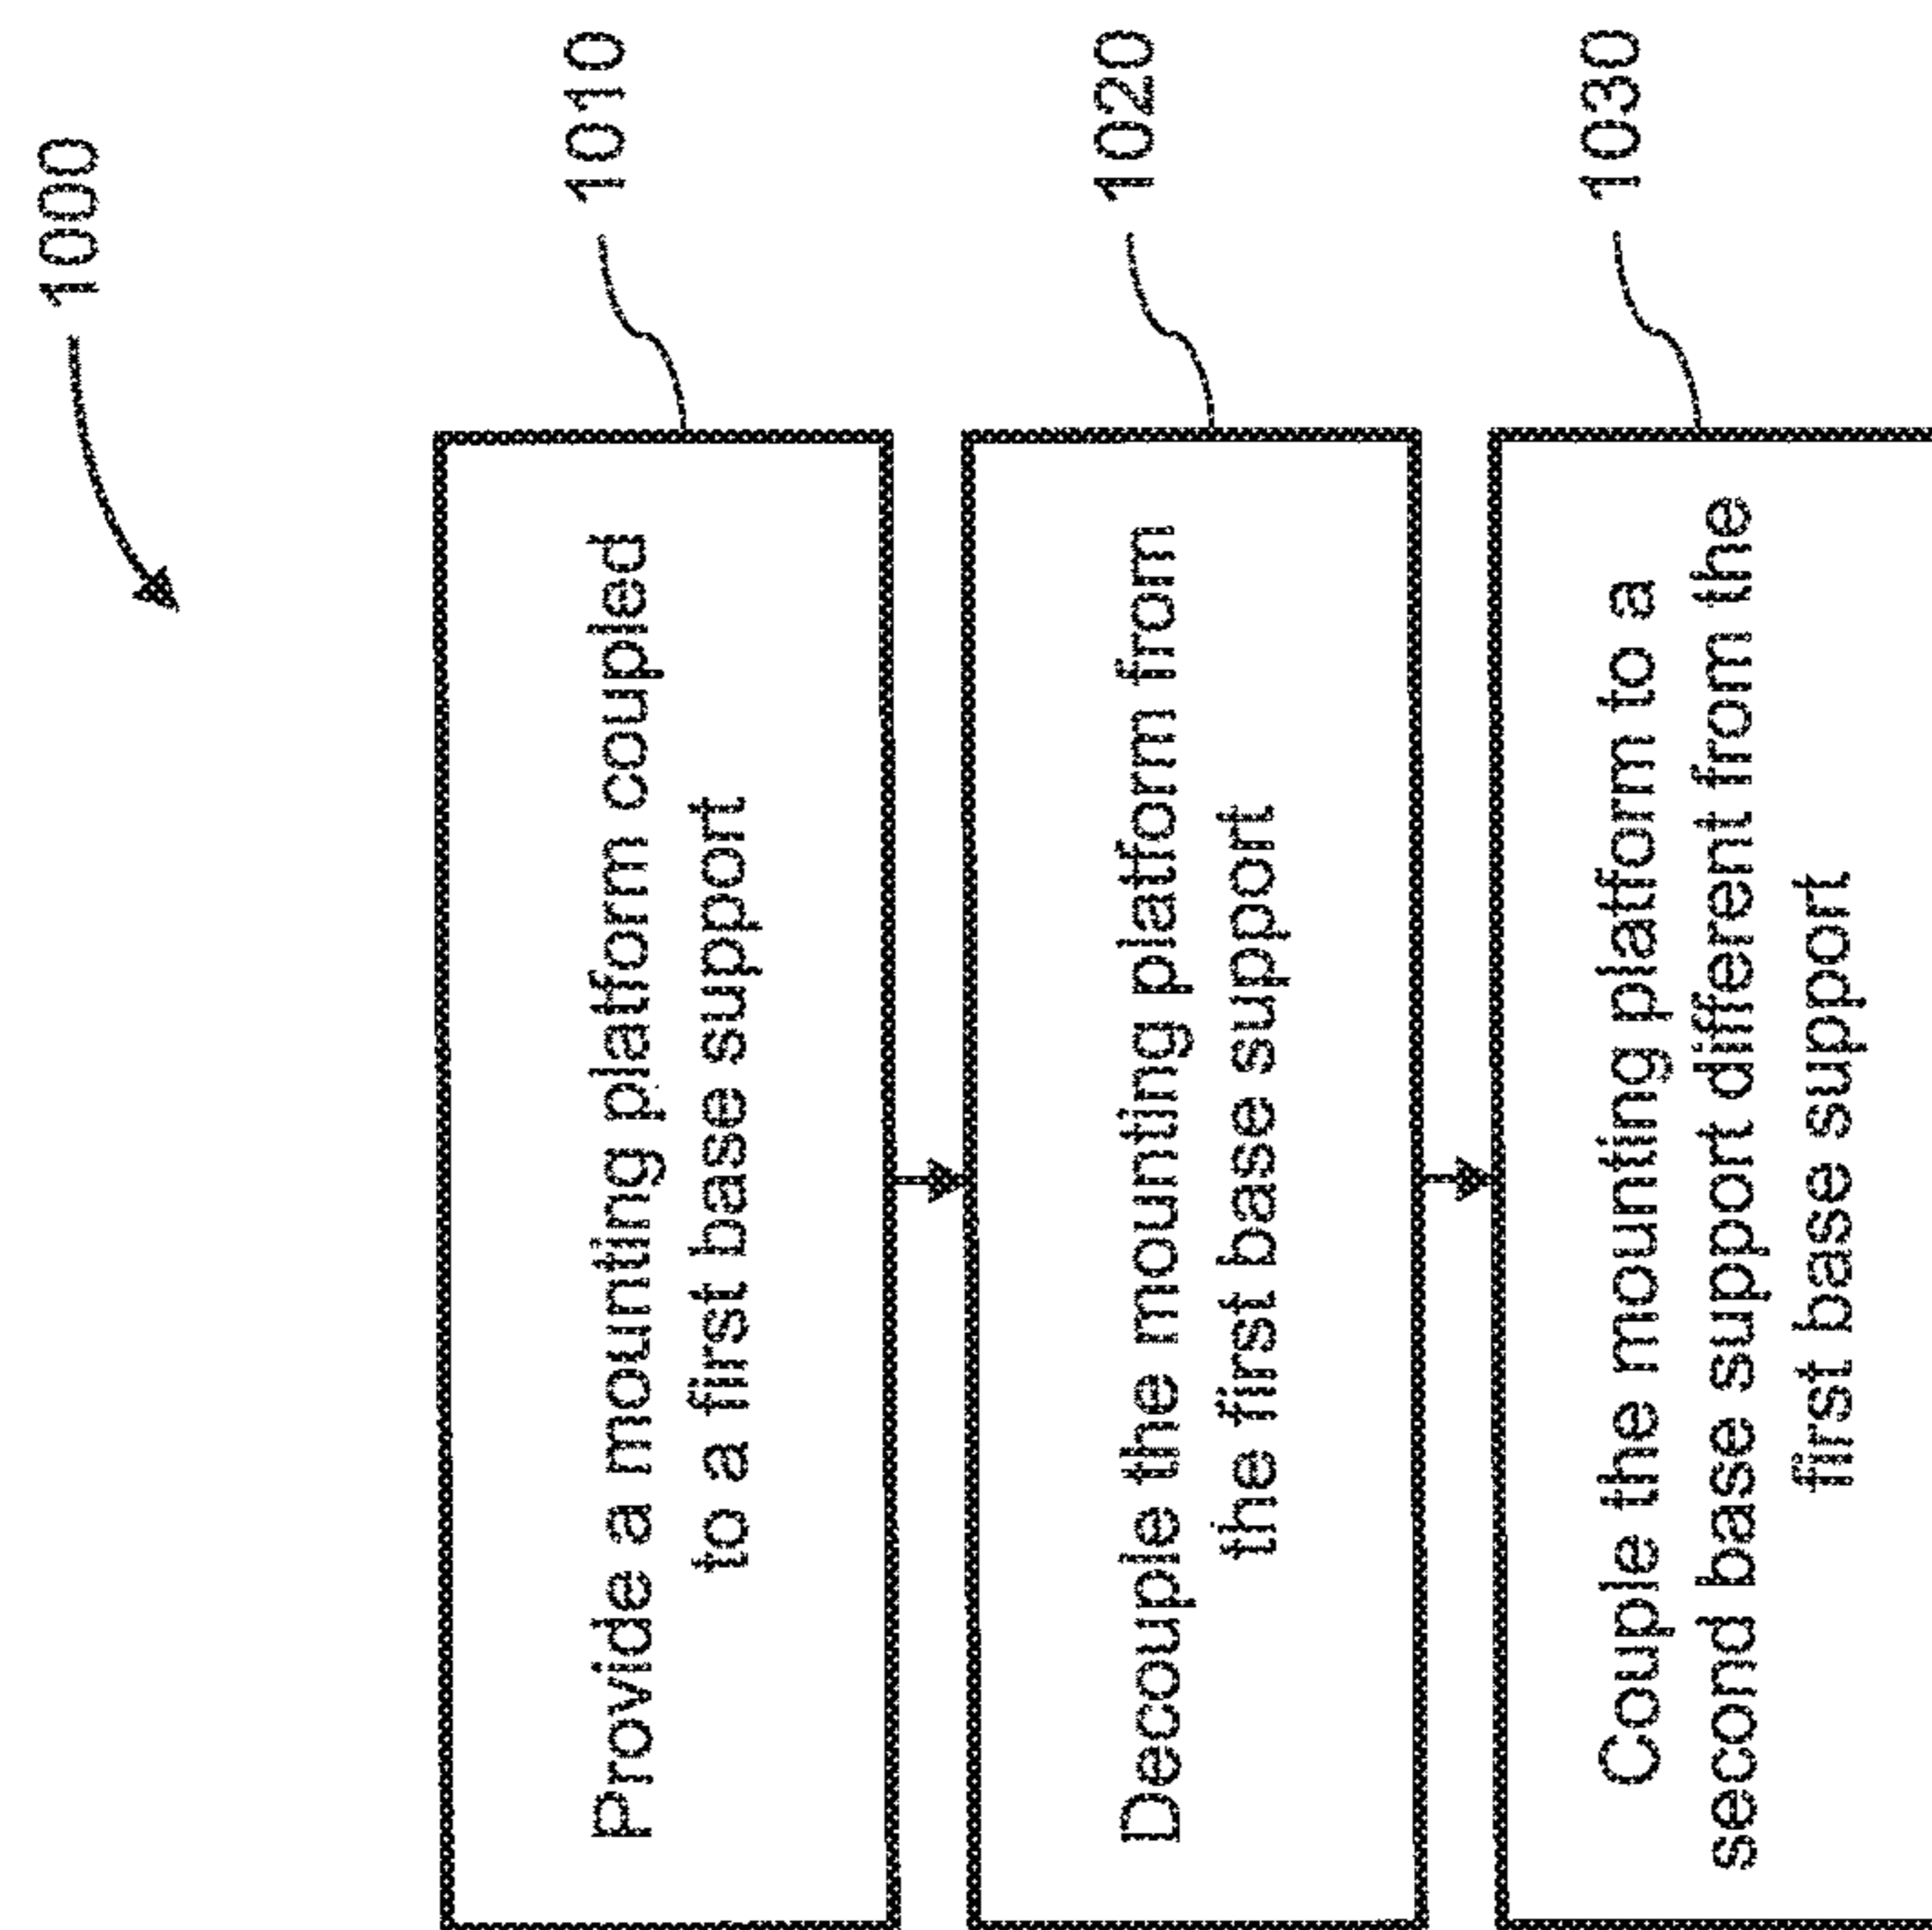 1000
Provide a mounting platform coupled
to a first base support
1010
Decouple the mounting platform from
the first base support
1020
Couple the mounting platform to a
second base support different from the
first base support
1030